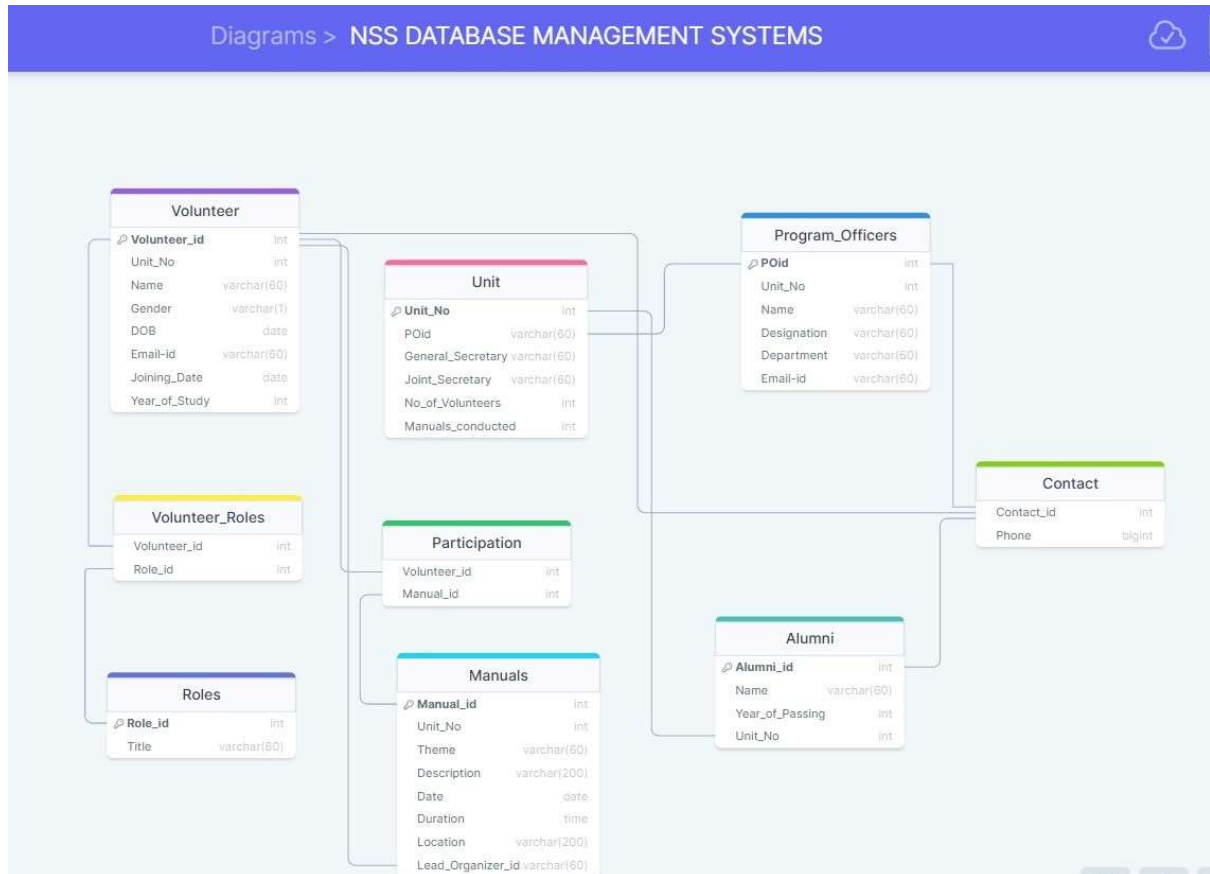 Diagrams > NSS DATABASE MANAGEMENT SYSTEMS
Volunteer
Volunteer_id int
Unit_No int
Name varchar(60)
Gender varchar(1)
DOB date
Email-id varchar(60)
Joining_Date date
Year_of_Study int
Unit
Unit_No int
POid varchar(60)
General_Secretary varchar(60)
Joint_Secretary varchar(60)
No_of_Volunteers int
Manuals_conducted int
Program_Officers
POid int
Unit_No int
Name varchar(60)
Designation varchar(60)
Department varchar(60)
Email-id varchar(60)
Contact
Contact_id int
Phone bigint
Volunteer_Roles
Volunteer_id int
Role_id int
Participation
Volunteer_id int
Manual_id int
Roles
Role_id int
Title varchar(60)
Manuals
Manual_id int
Unit_No int
Theme varchar(60)
Description varchar(200)
Date date
Duration time
Location varchar(200)
Lead_Organizer_id varchar(60)
Alumni
Alumni_id int
Name varchar(60)
Year_of_Passing int
Unit_No int